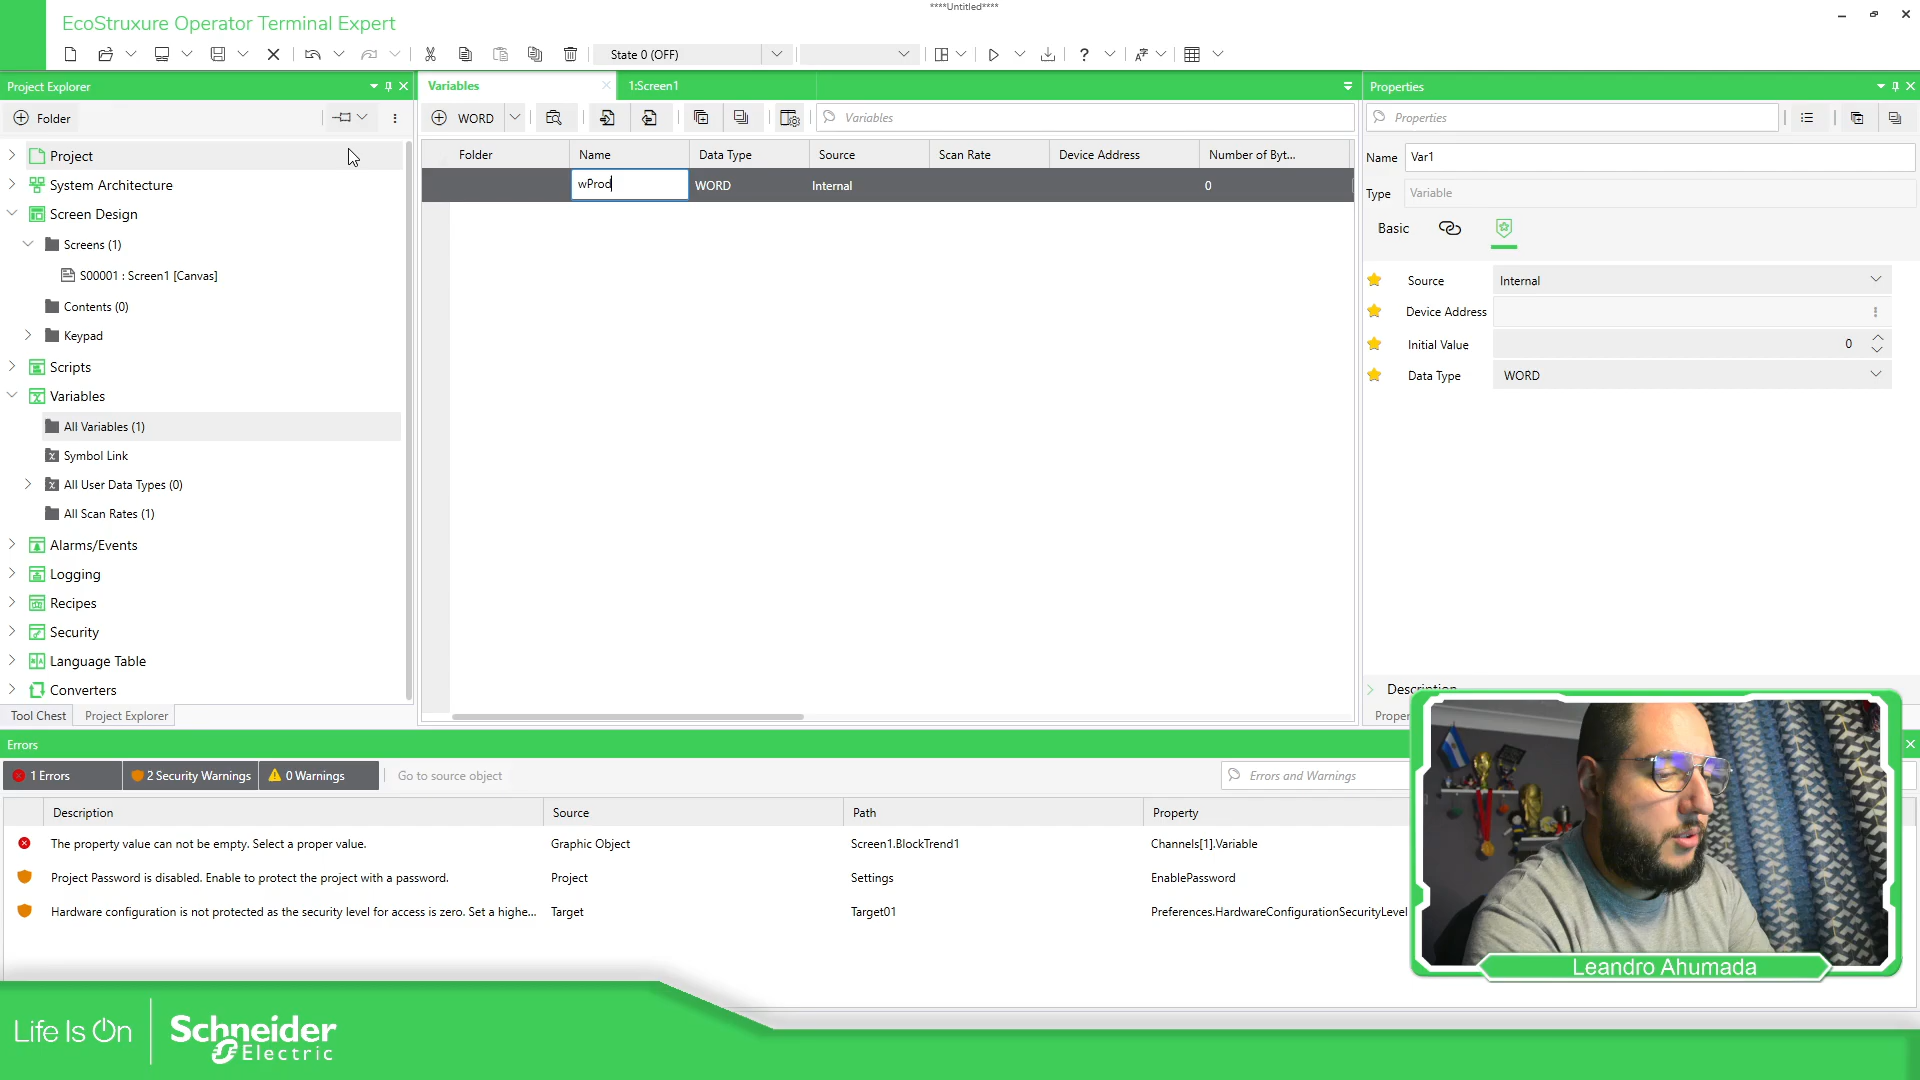 ****Untitled****
EcoStruxure Operator Terminal Expert
State 0 (OFF)
Project Explorer
Folder
Project
System Architecture
Screen Design
Screens (1)
S00001 : Screen1 [Canvas]
Contents (0)
Keypad
Scripts
Variables
All Variables (1)
Symbol Link
All User Data Types (0)
All Scan Rates (1)
Alarms/Events
Logging
Recipes
Security
Language Table
Converters
Tool Chest
Project Explorer
Variables
1:Screen1
WORD
Variables
Folder
Name
Data Type
Source
Scan Rate
Device Address
Number of Byt...
wProd
WORD
Internal
0
Properties
Properties
Name
Var1
Type
Variable
Basic
Source
Internal
Device Address
Initial Value
0
Data Type
WORD
Description
Proper
Errors
1 Errors
2 Security Warnings
0 Warnings
Go to source object
Errors and Warnings
Description
Source
Path
Property
The property value can not be empty. Select a proper value.
Graphic Object
Screen1.BlockTrend1
Channels[1].Variable
Project Password is disabled. Enable to protect the project with a password.
Project
Settings
EnablePassword
Hardware configuration is not protected as the security level for access is zero. Set a highe...
Target
Target01
Preferences.HardwareConfigurationSecurityLevel
Leandro Ahumada
Life Is On
Schneider
Electric